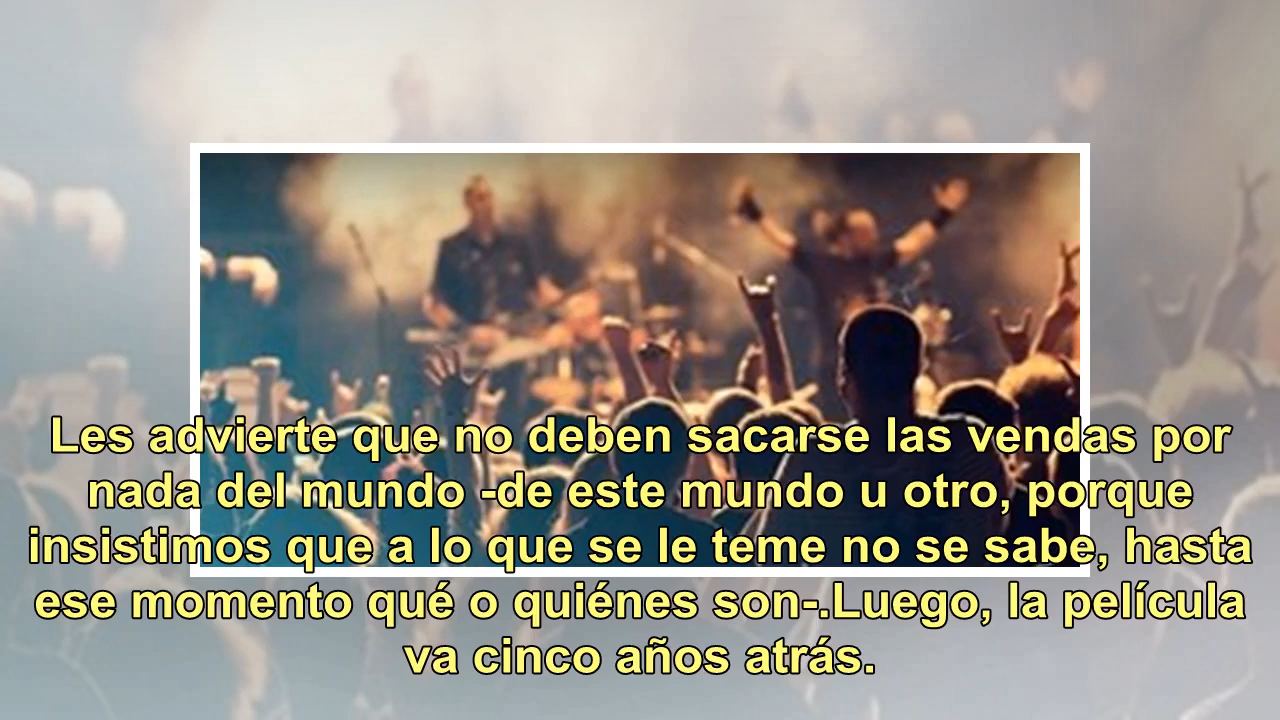 Les advierte que no deben sacarse las vendas por
nada del mundo -de este mundo u otro, porque
insistimos que a lo que se le teme no se sabe, hasta
ese momento qué o quiénes son-.Luego, la película
va cinco años atrás.